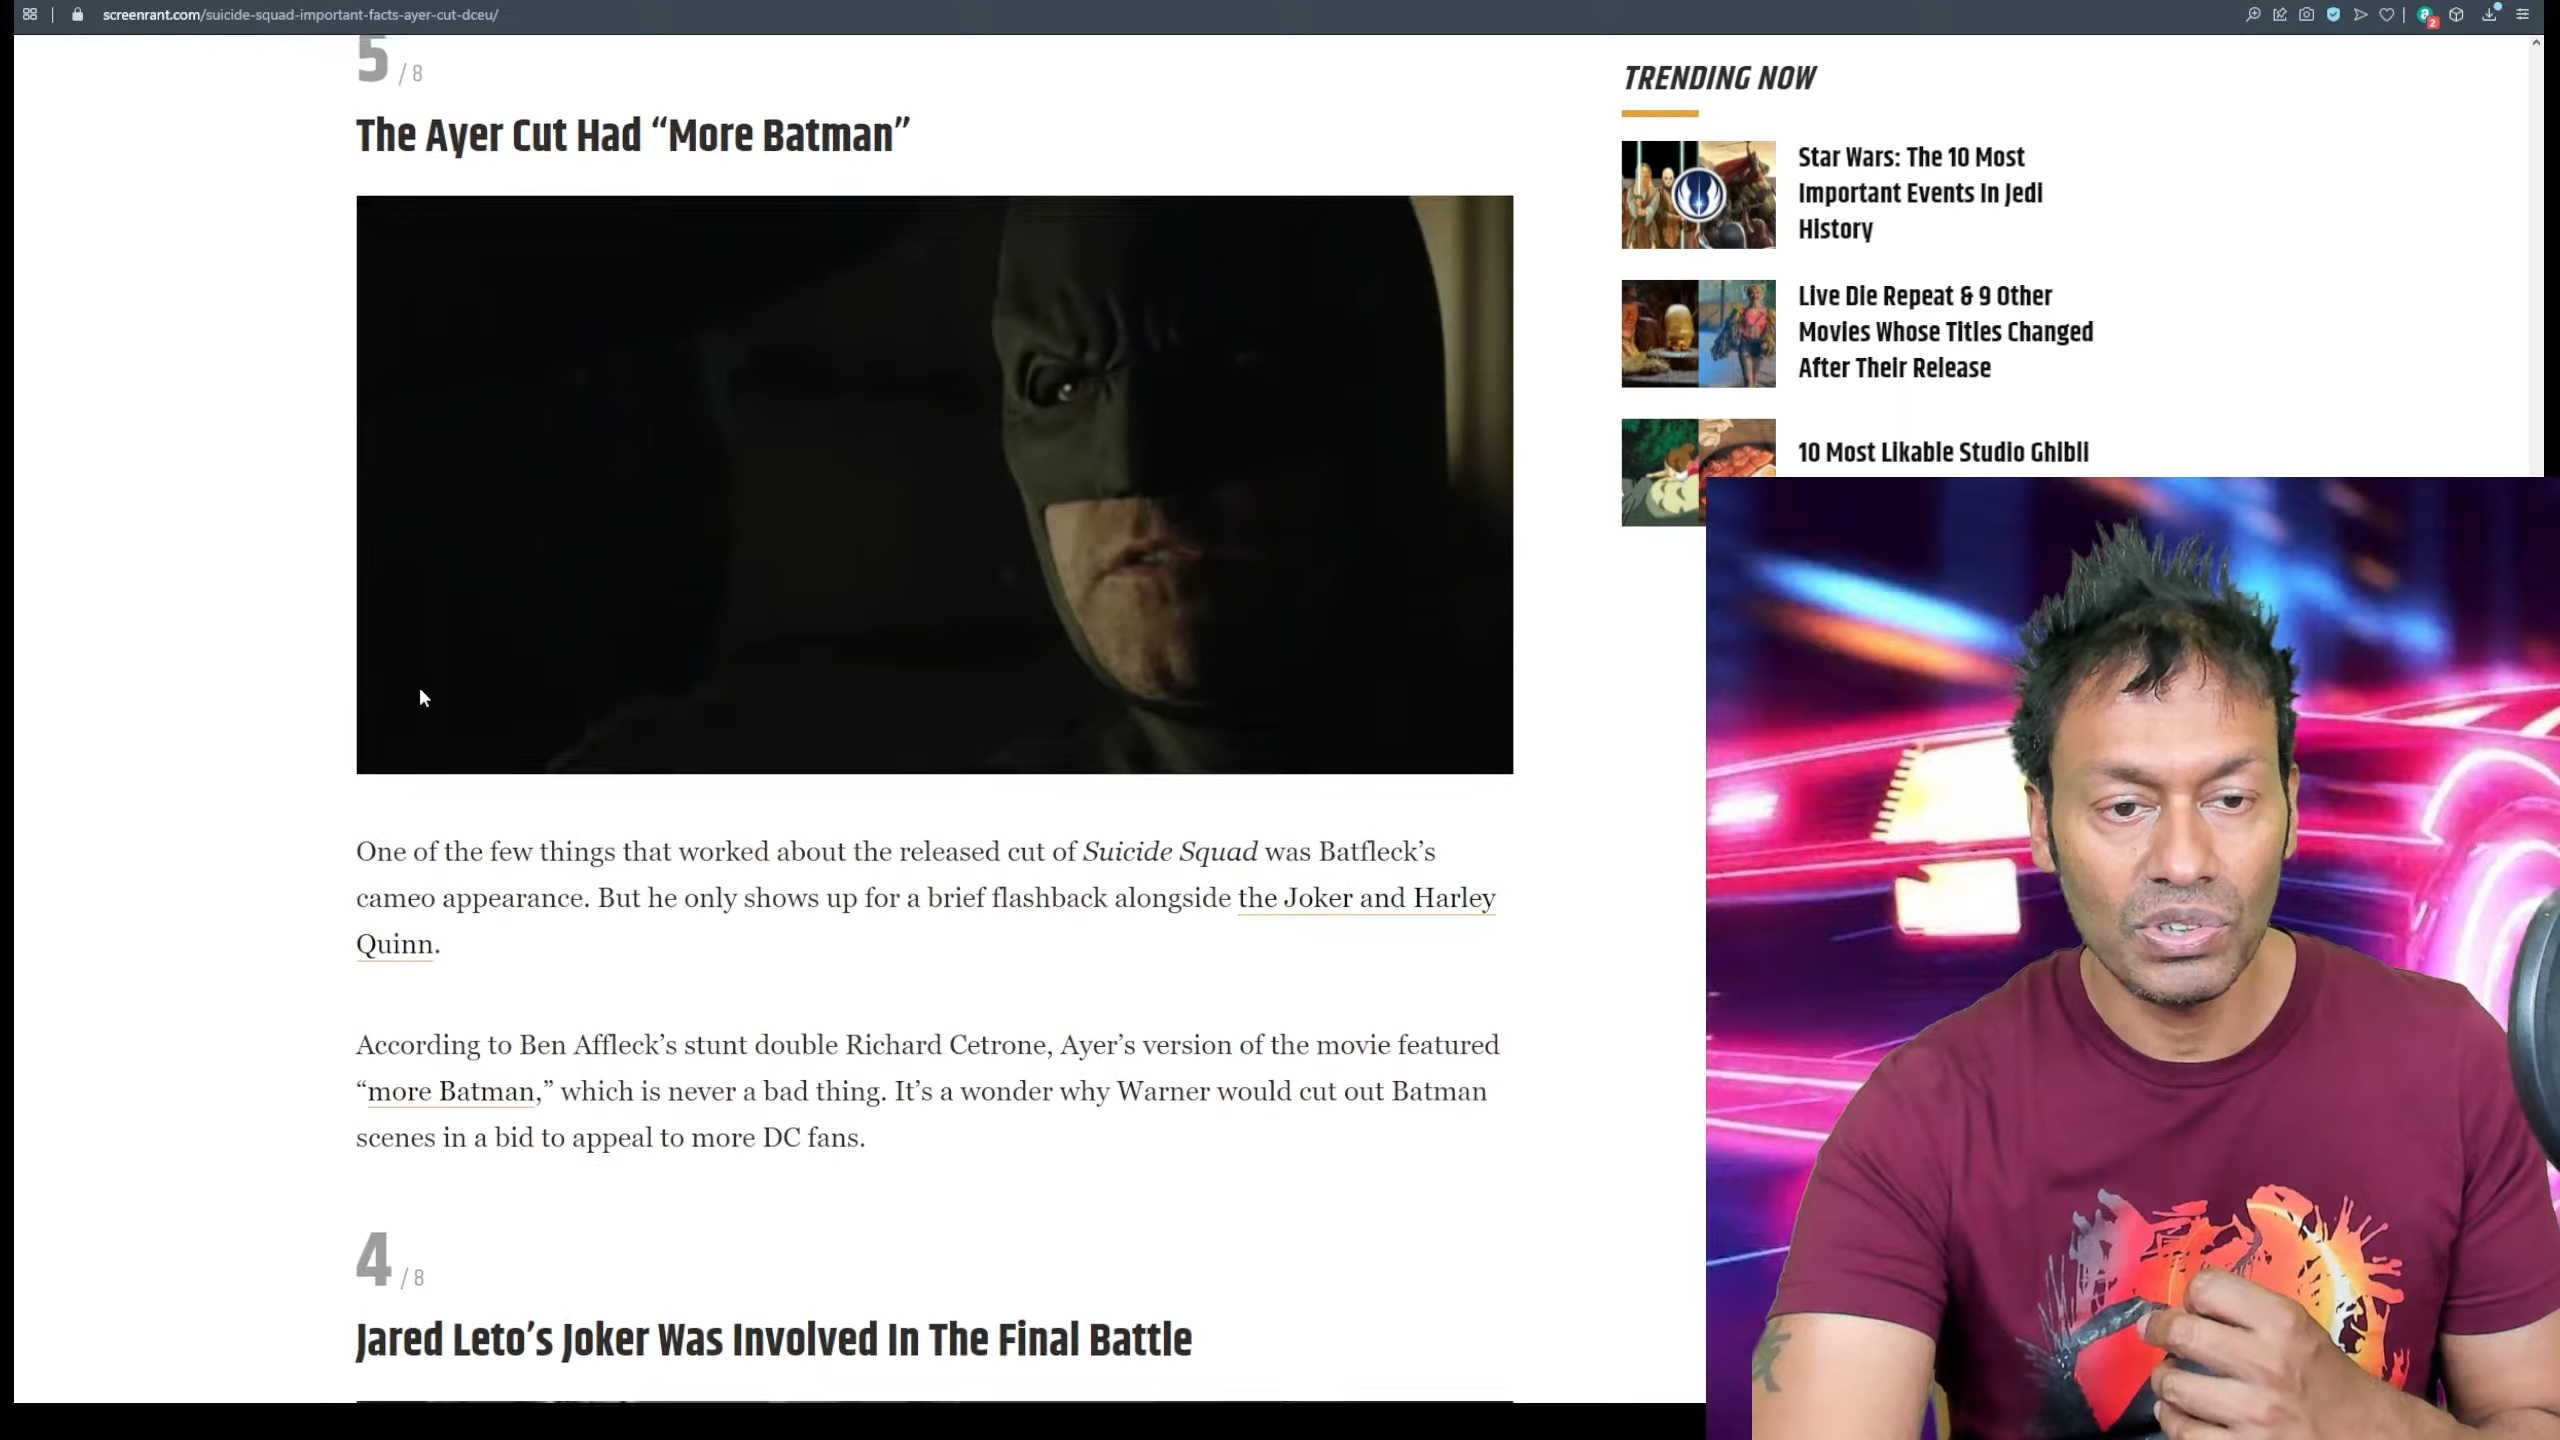 screenrant.com/suicide-squad-important-facts-ayer-cut-dceu/
2
5 / 8
The Ayer Cut Had “More Batman”
One of the few things that worked about the released cut of Suicide Squad was Batfleck’s
cameo appearance. But he only shows up for a brief flashback alongside the Joker and Harley
Quinn.
According to Ben Affleck’s stunt double Richard Cetrone, Ayer’s version of the movie featured
“more Batman,” which is never a bad thing. It’s a wonder why Warner would cut out Batman
scenes in a bid to appeal to more DC fans.
4 / 8
Jared Leto’s Joker Was Involved In The Final Battle
TRENDING NOW
Star Wars: The 10 Most
Important Events In Jedi
History
Live Die Repeat & 9 Other
Movies Whose Titles Changed
After Their Release
10 Most Likable Studio Ghibli